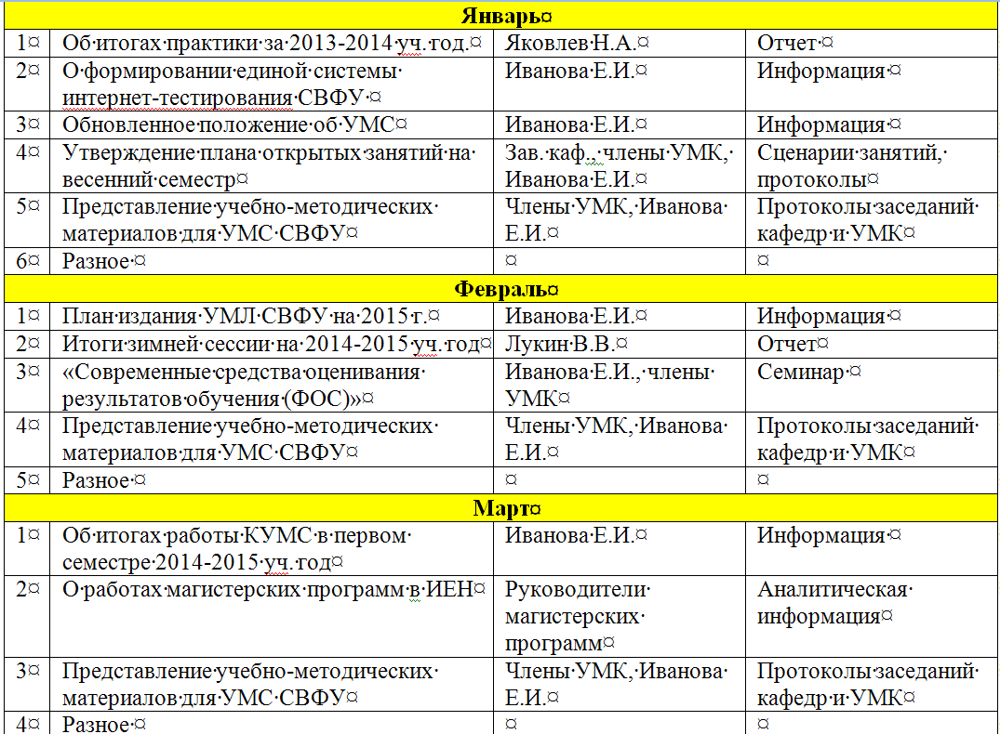 Январь
1 Об итогах практики за 2013-2014 уч. год. Яковлев Н.А. Отчет
2 О формировании единой системы Иванова Е.И. Информация
интернет-тестирования СВФУ
3 Обновленное положение об УМС Иванова Е.И. Информация
4 Утверждение плана открытых занятий на Зав. каф., члены УМК, Сценарии занятий,
весенний семестр Иванова Е.И. протоколы
5 Представление учебно-методических Члены УМК, Иванова Протоколы заседаний
материалов для УМС СВФУ Е.И. кафедр и УМК
6 Разное
Февраль
1 План издания УМЛ СВФУ на 2015 г. Иванова Е.И. Информация
2 Итоги зимней сессии на 2014-2015 уч. год Лукин В.В. Отчет
3 «Современные средства оценивания Иванова Е.И., члены Семинар
результатов обучения (ФОС)» УМК
4 Представление учебно-методических Члены УМК, Иванова Протоколы заседаний
материалов для УМС СВФУ Е.И. кафедр и УМК
5 Разное
Март
1 Об итогах работы КУМС в первом Иванова Е.И. Информация
семестре 2014-2015 уч. год
2 О работах магистерских программ в ИЕН Руководители Аналитическая
магистерских информация
программ
3 Представление учебно-методических Члены УМК, Иванова Протоколы заседаний
материалов для УМС СВФУ Е.И. кафедр и УМК
4 Разное